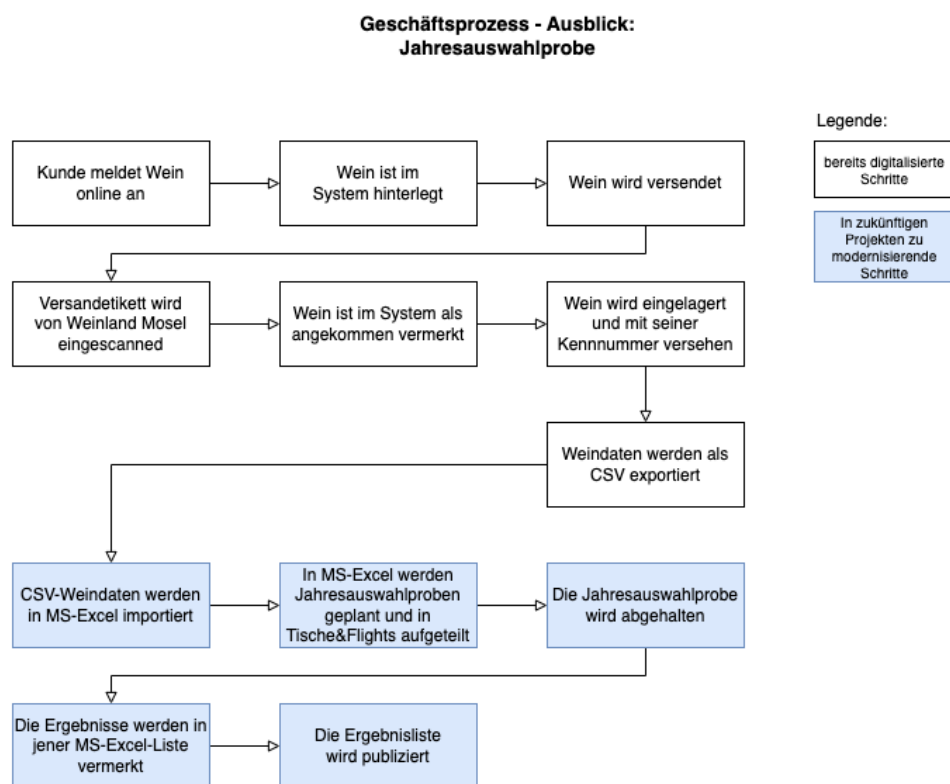 Geschäftsprozess - Ausblick:
Jahresauswahlprobe
Legende:
bereits digitalisierte
Schritte
In zukünftigen
Projekten zu
modernisierende
Schritte
Kunde meldet Wein
online an
Wein ist im
System hinterlegt
Wein wird versendet
Versandetikett wird
von Weinland Mosel
eingescanned
Wein ist im System als
angekommen vermerkt
Wein wird eingelagert
und mit seiner
Kennnummer versehen
Weindaten werden als
CSV exportiert
CSV-Weindaten werden
in MS-Excel importiert
In MS-Excel werden
Jahresauswahlproben
geplant und in
Tische&Flights aufgeteilt
Die Jahresauswahlprobe
wird abgehalten
Die Ergebnisse werden in
jener MS-Excel-Liste
vermerkt
Die Ergebnisliste
wird publiziert